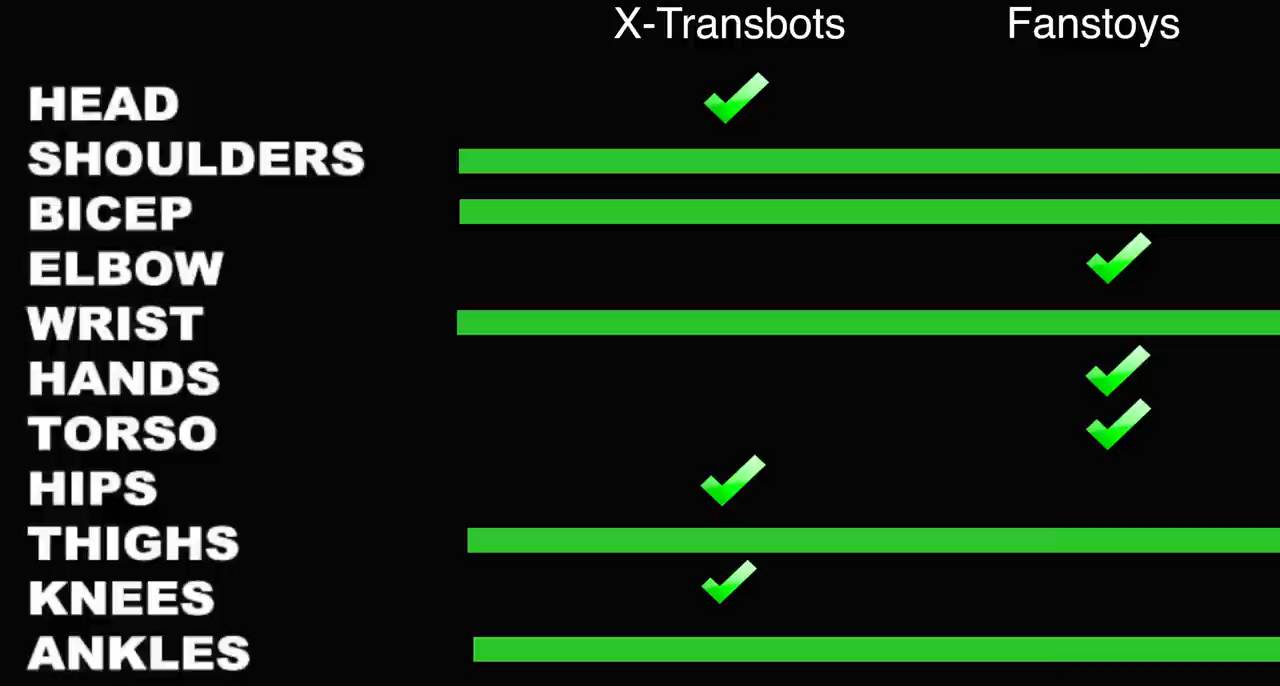 X-Transbots Fanstoys
HEAD
SHOULDERS
BICEP
ELBOW
WRIST
HANDS
TORSO
HIPS
THIGHS
KNEES
ANKLES